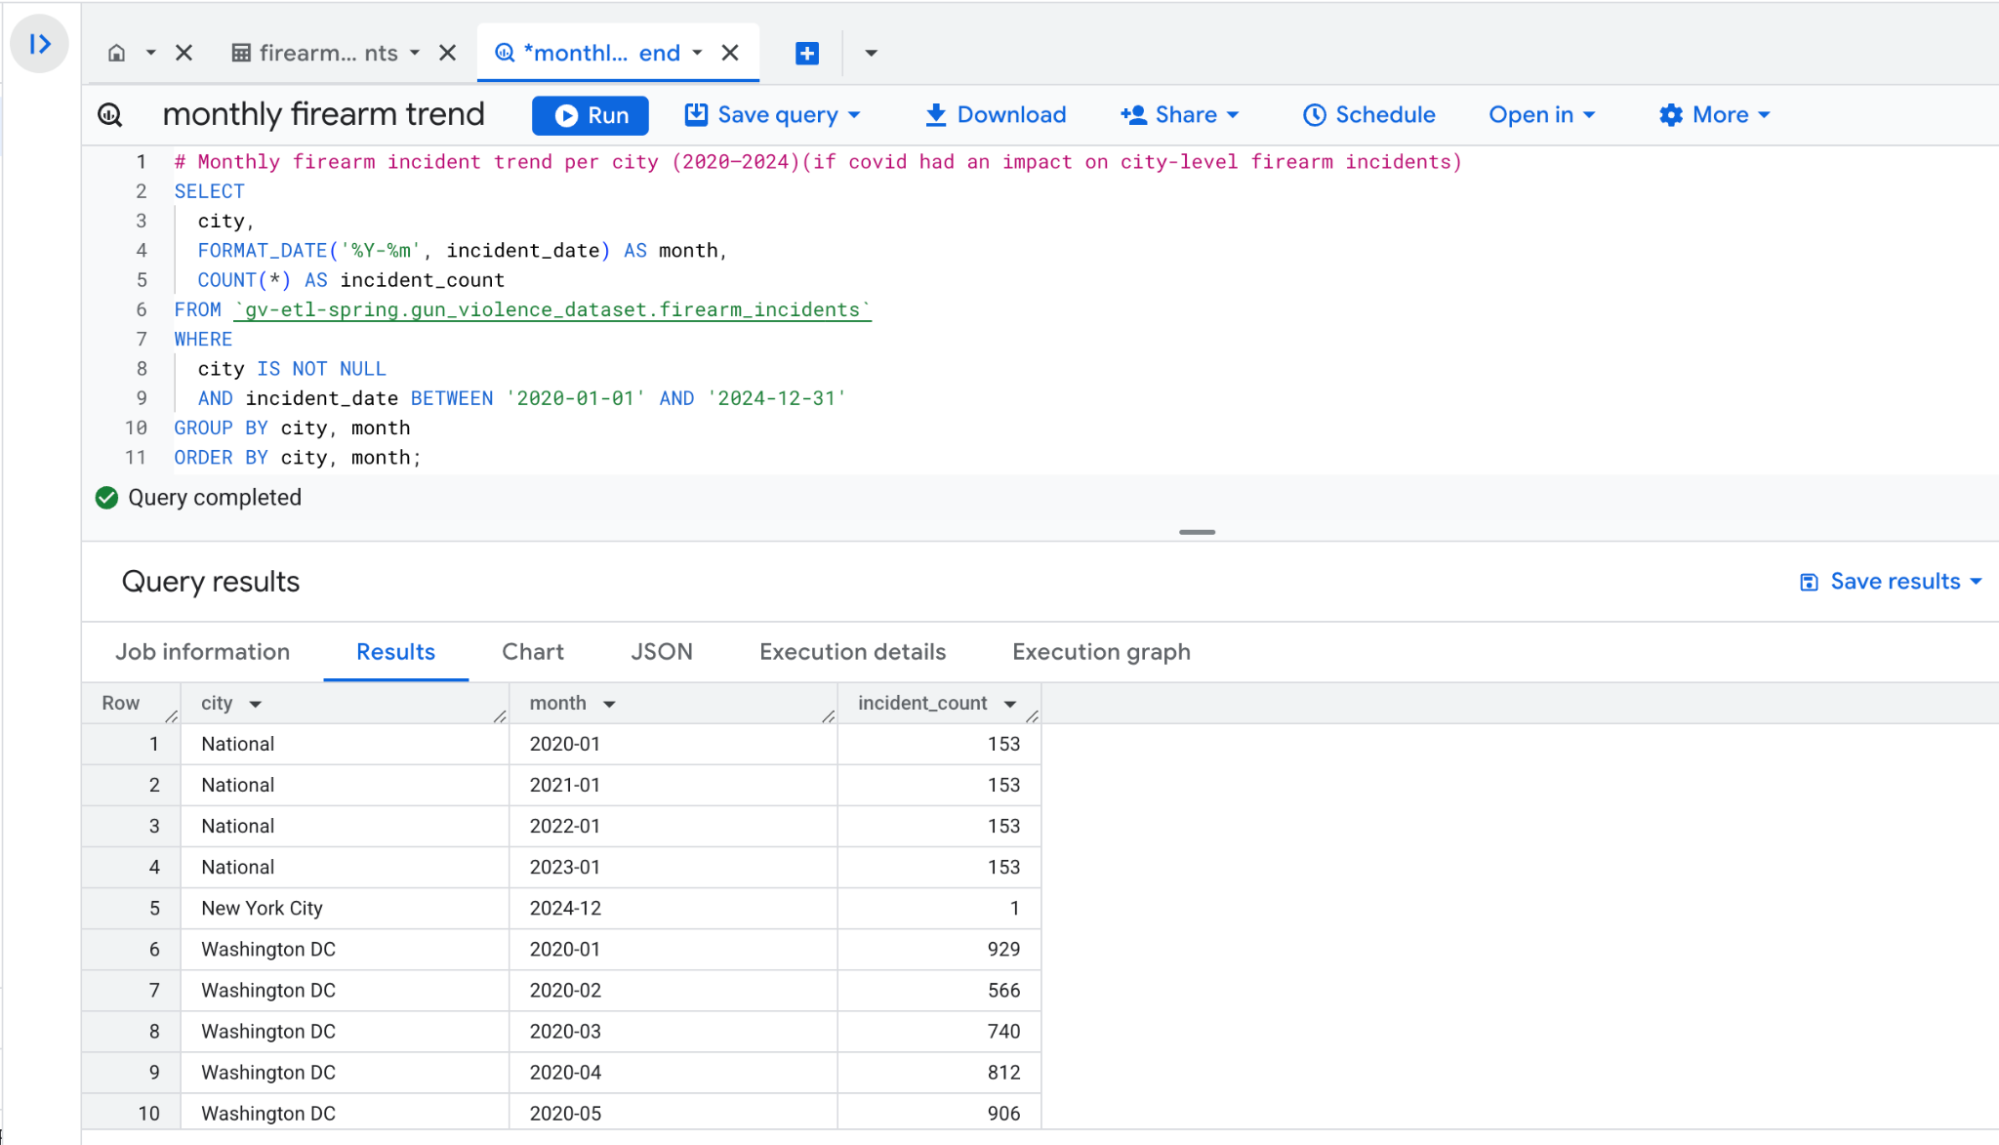 firearm... nts
*monthl... end
monthly firearm trend Run Save query Download Share Schedule Open in More
1 # Monthly firearm incident trend per city (2020–2024)(if covid had an impact on city-level firearm incidents)
2 SELECT
3 city,
4 FORMAT_DATE('%Y-%m', incident_date) AS month,
5 COUNT(*) AS incident_count
6 FROM `gv-etl-spring.gun_violence_dataset.firearm_incidents`
7 WHERE
8 city IS NOT NULL
9 AND incident_date BETWEEN '2020-01-01' AND '2024-12-31'
10 GROUP BY city, month
11 ORDER BY city, month;
Query completed
Query results Save results
Job information Results Chart JSON Execution details Execution graph
Row city month incident_count
1 National 2020-01 153
2 National 2021-01 153
3 National 2022-01 153
4 National 2023-01 153
5 New York City 2024-12 1
6 Washington DC 2020-01 929
7 Washington DC 2020-02 566
8 Washington DC 2020-03 740
9 Washington DC 2020-04 812
10 Washington DC 2020-05 906